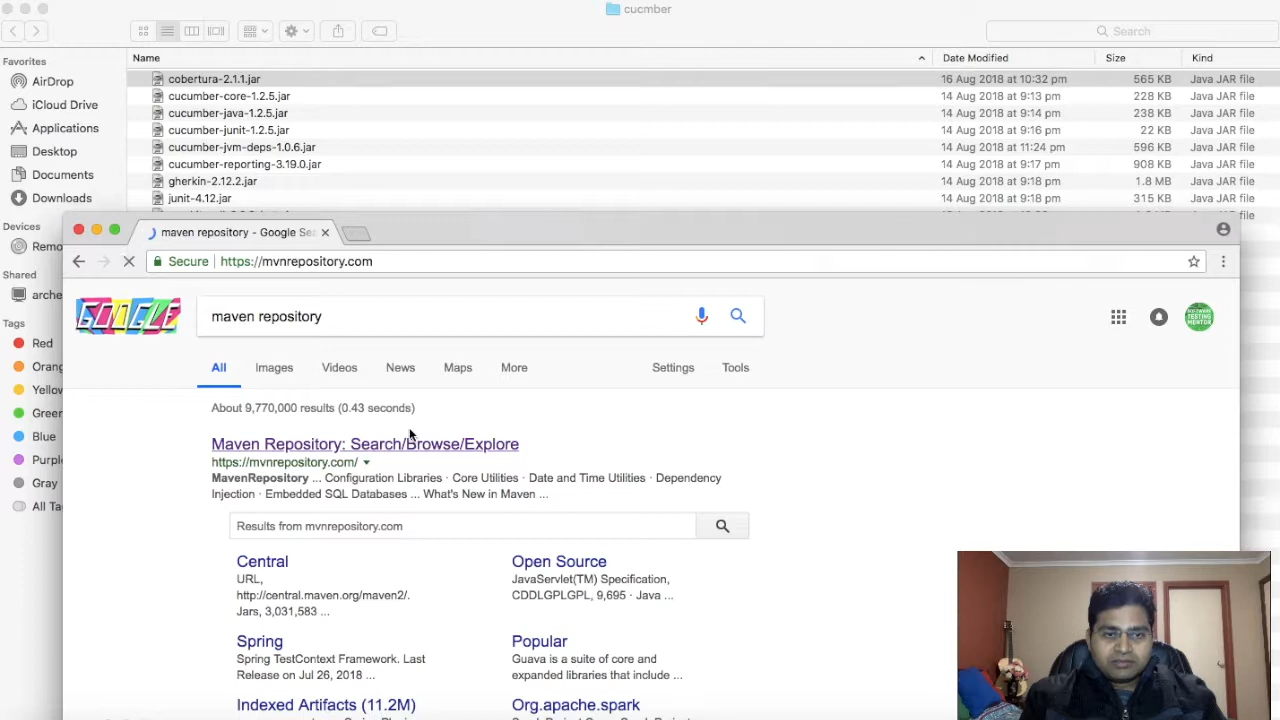 cucmber
Search
Favorites
AirDrop
iCloud Drive
Applications
Desktop
Documents
Downloads
Devices
Remo
Shared
arche
Tags
Red
Orang
Yellow
Green
Blue
Purpl
Gray
All Ta
Name Date Modified Size Kind
cobertura-2.1.1.jar 16 Aug 2018 at 10:32 pm 565 KB Java JAR file
cucumber-core-1.2.5.jar 14 Aug 2018 at 9:13 pm 228 KB Java JAR file
cucumber-java-1.2.5.jar 14 Aug 2018 at 9:14 pm 238 KB Java JAR file
cucumber-junit-1.2.5.jar 14 Aug 2018 at 9:16 pm 22 KB Java JAR file
cucumber-jvm-deps-1.0.6.jar 14 Aug 2018 at 11:24 pm 596 KB Java JAR file
cucumber-reporting-3.19.0.jar 14 Aug 2018 at 9:17 pm 908 KB Java JAR file
gherkin-2.12.2.jar 14 Aug 2018 at 9:18 pm 1.8 MB Java JAR file
junit-4.12.jar 14 Aug 2018 at 9:18 pm 315 KB Java JAR file
maven repository - Google Sea
Secure https://mvnrepository.com
GOOGLE
maven repository
SOFTWARE
TESTING
MENTOR
All Images Videos News Maps More Settings Tools
About 9,770,000 results (0.43 seconds)
Maven Repository: Search/Browse/Explore
https://mvnrepository.com/
MavenRepository ... Configuration Libraries · Core Utilities · Date and Time Utilities · Dependency
Injection · Embedded SQL Databases ... What's New in Maven ...
Results from mvnrepository.com
Central
URL,
http://central.maven.org/maven2/.
Jars, 3,031,583 ...
Open Source
JavaServlet(TM) Specification,
CDDLGPLGPL, 9,695 · Java ...
Spring
Spring TestContext Framework. Last
Release on Jul 26, 2018 ...
Popular
Guava is a suite of core and
expanded libraries that include ...
Indexed Artifacts (11.2M)
Org.apache.spark